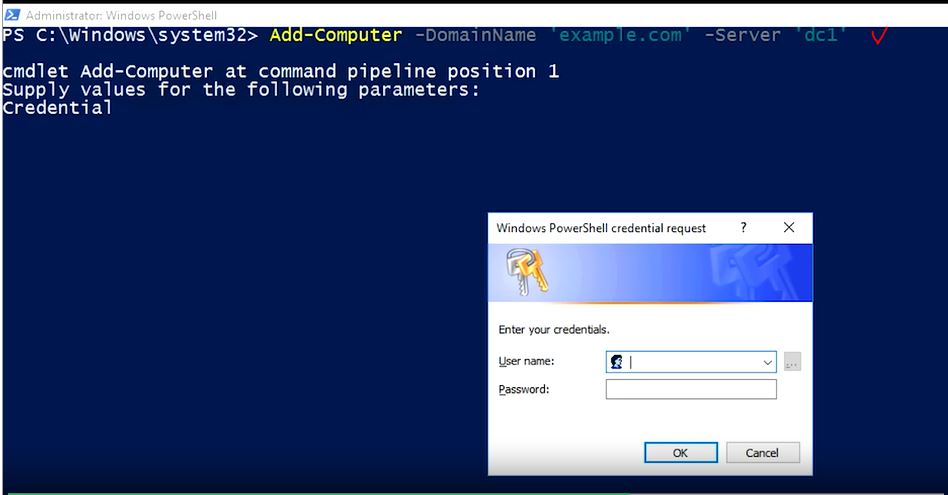 Administrator: Windows PowerShell
PS C:\Windows\system32> Add-Computer -DomainName 'example.com' -Server 'dc1'
cmdlet Add-Computer at command pipeline position 1
Supply values for the following parameters:
Credential
Windows PowerShell credential request
?
Enter your credentials.
User name:
...
Password:
OK
Cancel